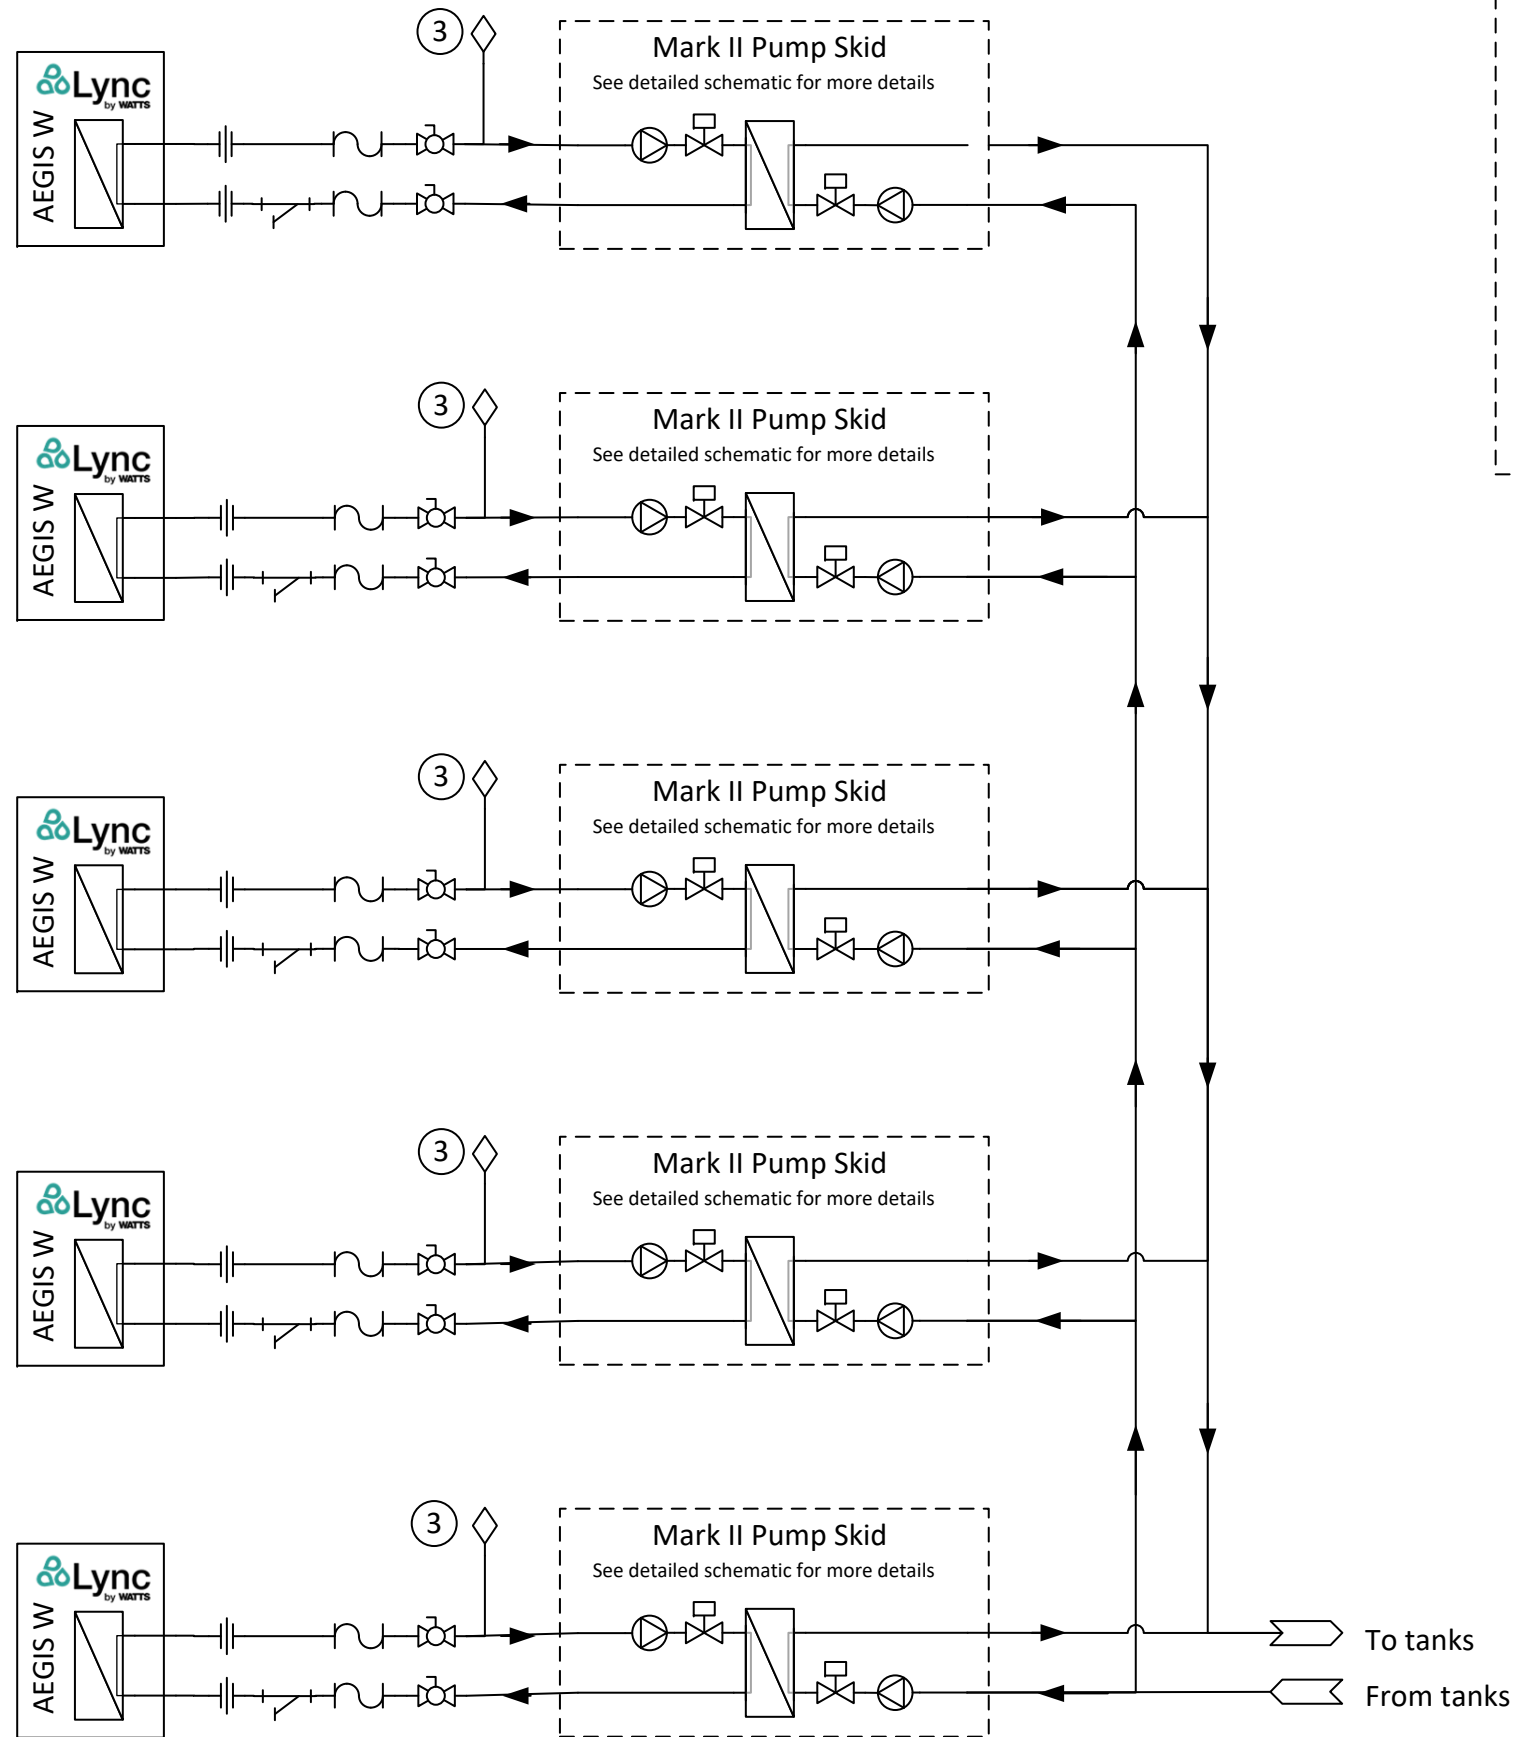 3
Mark II Pump Skid
See detailed schematic for more details
Lync
by WATTS
AEGIS W
3
Mark II Pump Skid
See detailed schematic for more details
Lync
by WATTS
AEGIS W
3
Mark II Pump Skid
See detailed schematic for more details
Lync
by WATTS
AEGIS W
3
Mark II Pump Skid
See detailed schematic for more details
Lync
by WATTS
AEGIS W
3
Mark II Pump Skid
See detailed schematic for more details
Lync
by WATTS
AEGIS W
To tanks
From tanks